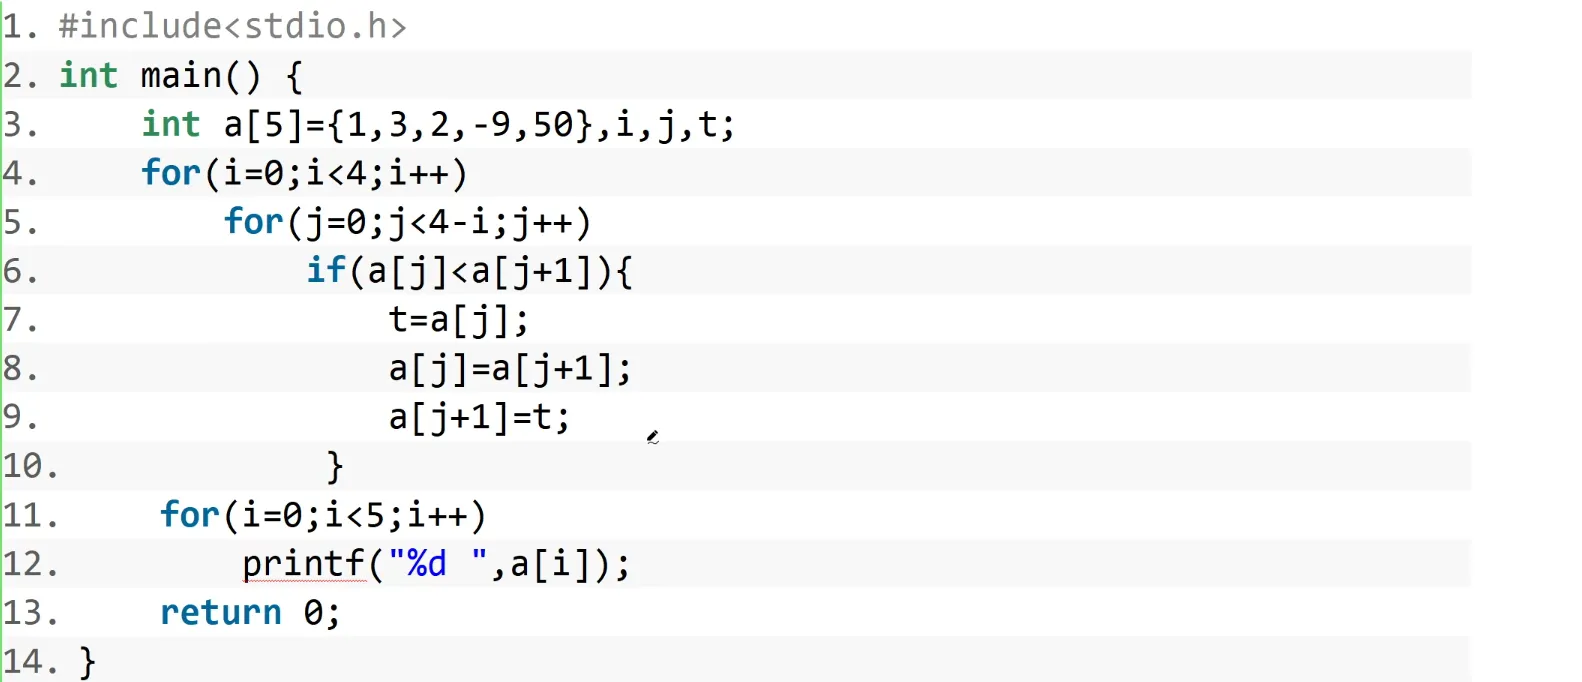 1. #include<stdio.h>
2. int main() {
3.     int a[5]={1,3,2,-9,50},i,j,t;
4.     for(i=0;i<4;i++)
5.         for(j=0;j<4-i;j++)
6.             if(a[j]<a[j+1]){
7.                 t=a[j];
8.                 a[j]=a[j+1];
9.                 a[j+1]=t;
10.             }
11.     for(i=0;i<5;i++)
12.         printf("%d ",a[i]);
13.     return 0;
14. }